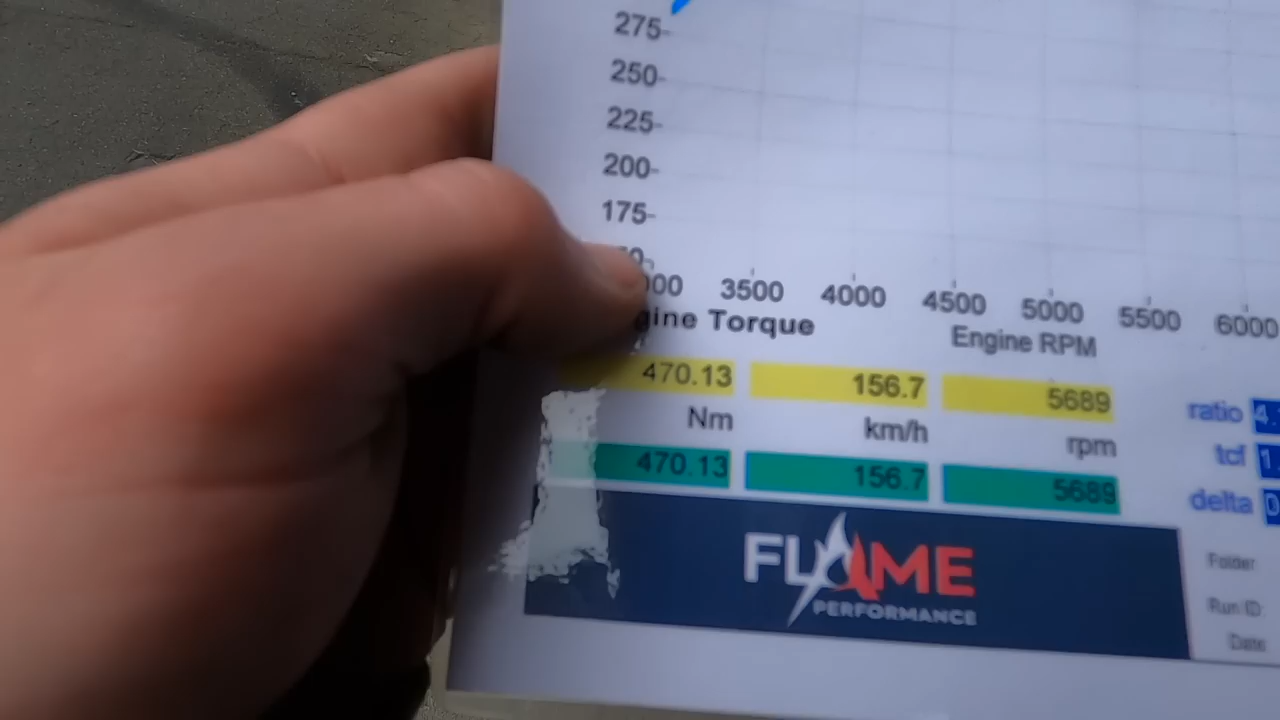 275-
250-
225-
200-
175-
3500 4000 4500 5000 5500 6000
Torque
Engine RPM
470.13 156.7 5689
ratio
Nm km/h rpm
tcf
470.13 156.7 5689
delta
FLAME
PERFORMANCE
Folder
Run ID
Date